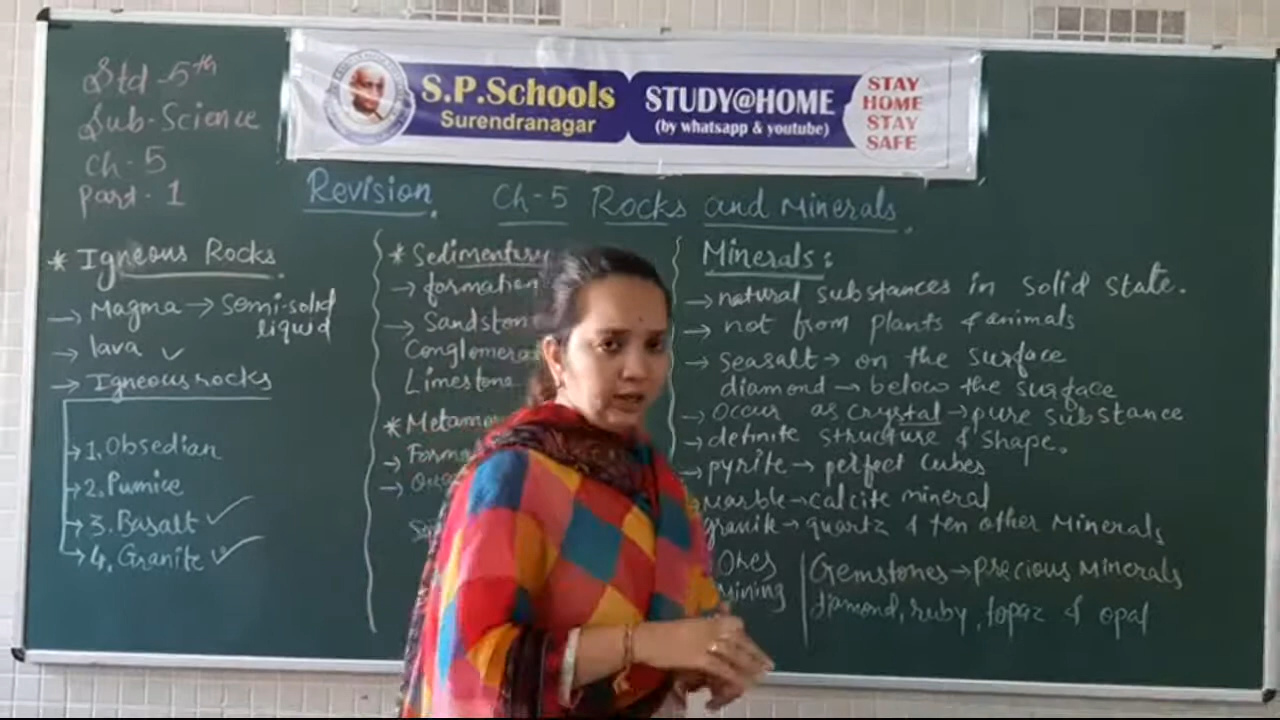 Std-5th
Sub-Science
Ch-5
Part-1
S.P.Schools
Surendranagar
STUDY@HOME
(by whatsapp & youtube)
STAY
HOME
STAY
SAFE
Revision
Ch-5 Rocks and Minerals.
* Igneous Rocks.
→ Magma → semi-solid
liquid
→ lava ✓
→ Igneous rocks
→ 1. Obsedian
→ 2. Pumice
→ 3. Basalt ✓
→ 4. Granite ✓
* Sedimentary
→ formation
→ Sandston
Conglomera
Limestone
* Metamo
→ Forma
Minerals:
→ natural substances in solid state.
→ not from plants & animals
→ seasalt → on the surface
diamond → below the surface
→ Occur as crystal → pure substance
→ definite structure & shape.
→ pyrite → perfect cubes
Marble → calcite mineral
granite → quartz & ten other Minerals
Ores
Mining
Gemstones → precious Minerals
diamond, ruby, topaz & opal